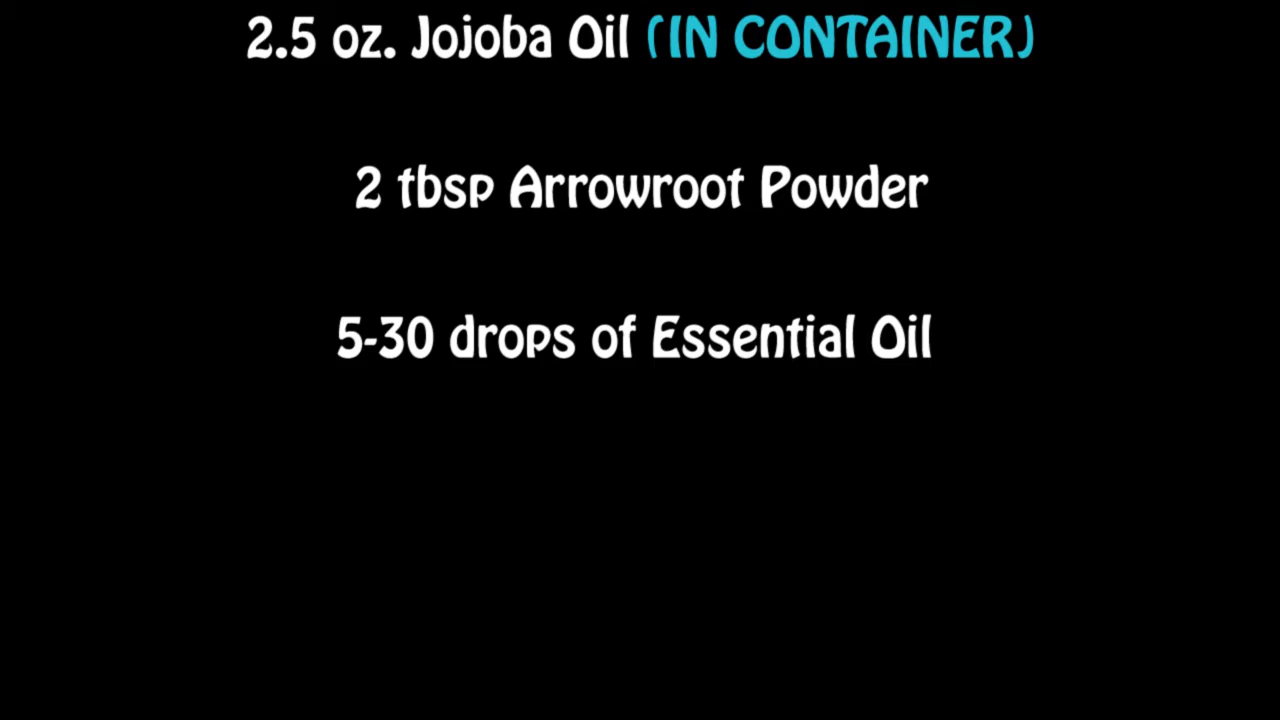 2.5 oz. Jojoba Oil (IN CONTAINER)
2 tbsp Arrowroot Powder
5-30 drops of Essential Oil